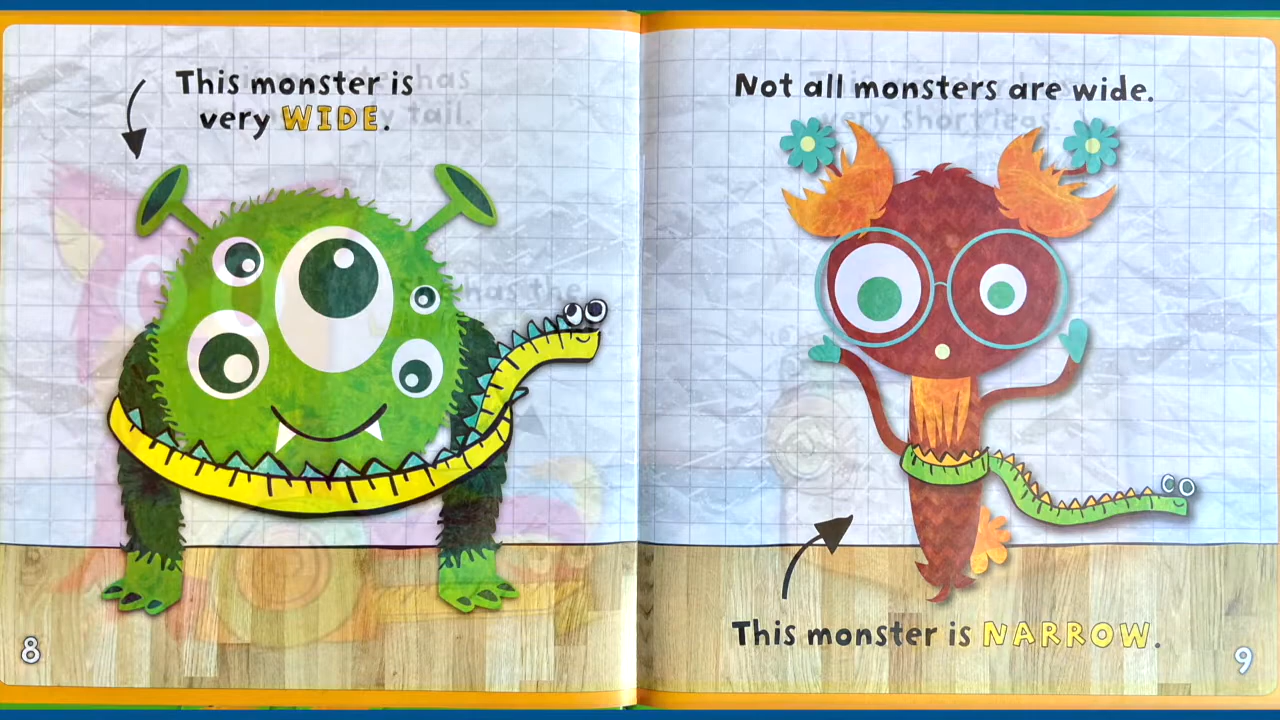 This monster is
very WIDE.
8
Not all monsters are wide.
This monster is NARROW.
9